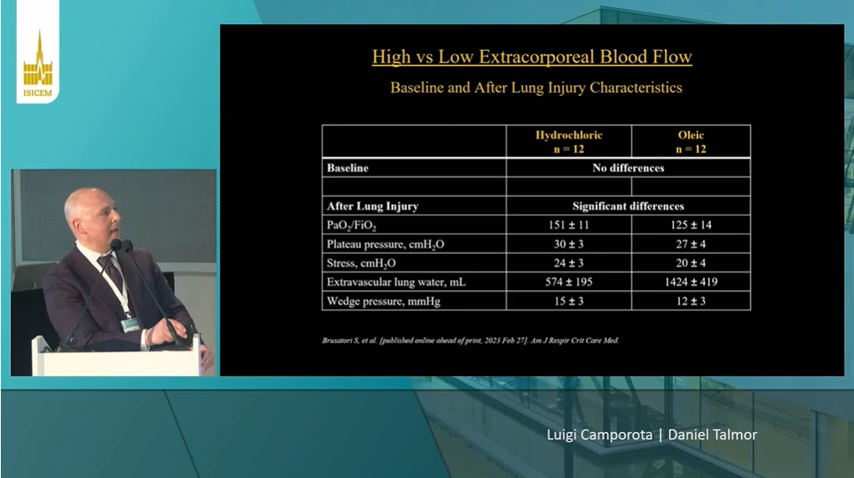 ISICEM
High vs Low Extracorporeal Blood Flow
Baseline and After Lung Injury Characteristics
Hydrochloric Oleic
n = 12 n = 12
Baseline No differences
After Lung Injury Significant differences
PaO₂/FiO₂ 151 ± 11 125 ± 14
Plateau pressure, cmH₂O 30 ± 3 27 ± 4
Stress, cmH₂O 24 ± 3 20 ± 4
Extravascular lung water, mL 574 ± 195 1424 ± 419
Wedge pressure, mmHg 15 ± 3 12 ± 3
Brusatori S, et al. [published online ahead of print, 2023 Feb 27]. Am J Respir Crit Care Med.
Luigi Camporota | Daniel Talmor